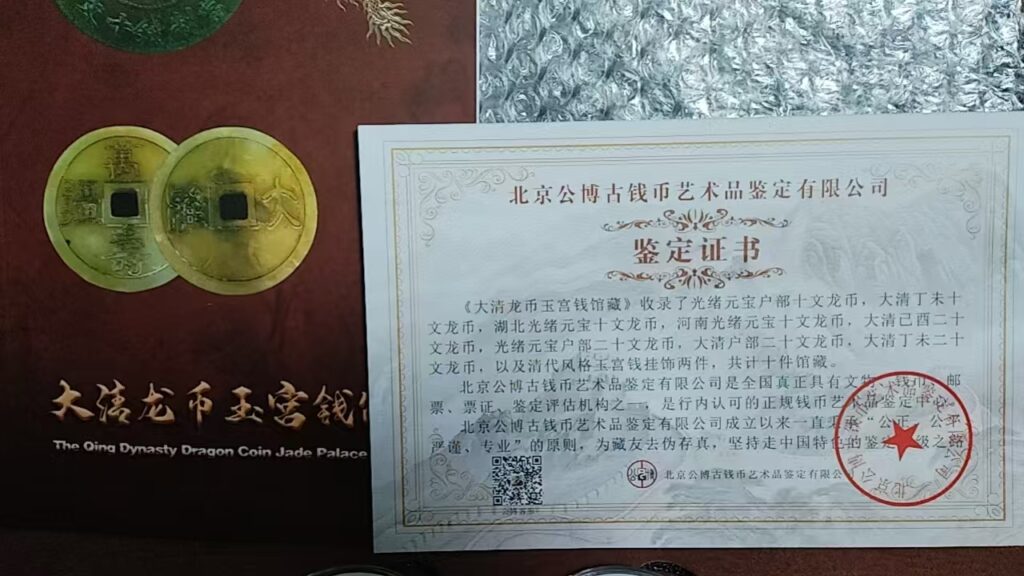 大清龙币玉宫钱
The Qing Dynasty Dragon Coin Jade Palace
大
北京公博古钱币艺术品鉴定有限公司
鉴定证书
《大清龙币玉宫钱馆藏》收录了光绪元宝户部十文龙币，大清丁未十
文龙币，湖北光绪元宝十文龙币，河南光绪元宝十文龙币，大清己酉二十
文龙币，光绪元宝户部二十文龙币，大清户部二十文龙币，大清丁未二十
文龙币，以及清代风格玉宫钱挂饰两件，共计十件馆藏。
北京公博古钱币艺术品鉴定有限公司是全国真正具有文物、钱币、邮
票、票证、鉴定评估机构之一，是行内认可的正规钱币艺术品鉴定中心。
北京公博古钱币艺术品鉴定有限公司成立以来一直采“公正、公
严谨、专业”的原则，为藏友去伪存真，坚持走中国特色的鉴级之
北京公博古钱币艺术品鉴定有限公